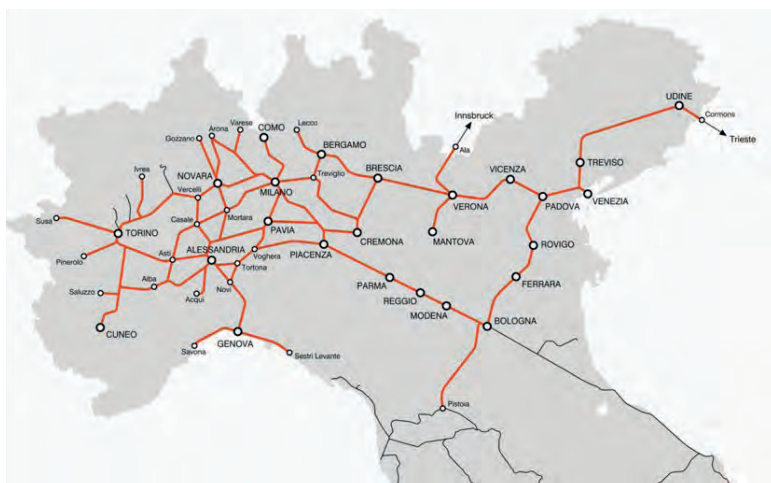 UDINE
Cormons
Trieste
Innsbruck
Ala
Lecco
COMO
Varese
Arona
Gozzano
BERGAMO
TREVISO
Ivrea
NOVARA
MILANO
Treviglio
BRESCIA
VICENZA
Vercelli
VERONA
PADOVA
VENEZIA
Susa
TORINO
Casale
Mortara
PAVIA
CREMONA
MANTOVA
ROVIGO
Pinerolo
Asti
ALESSANDRIA
Voghera
PIACENZA
Tortona
Saluzzo
Alba
Acqui
Novi
PARMA
FERRARA
REGGIO
MODENA
BOLOGNA
CUNEO
GENOVA
Savona
Sestri Levante
Pistoia